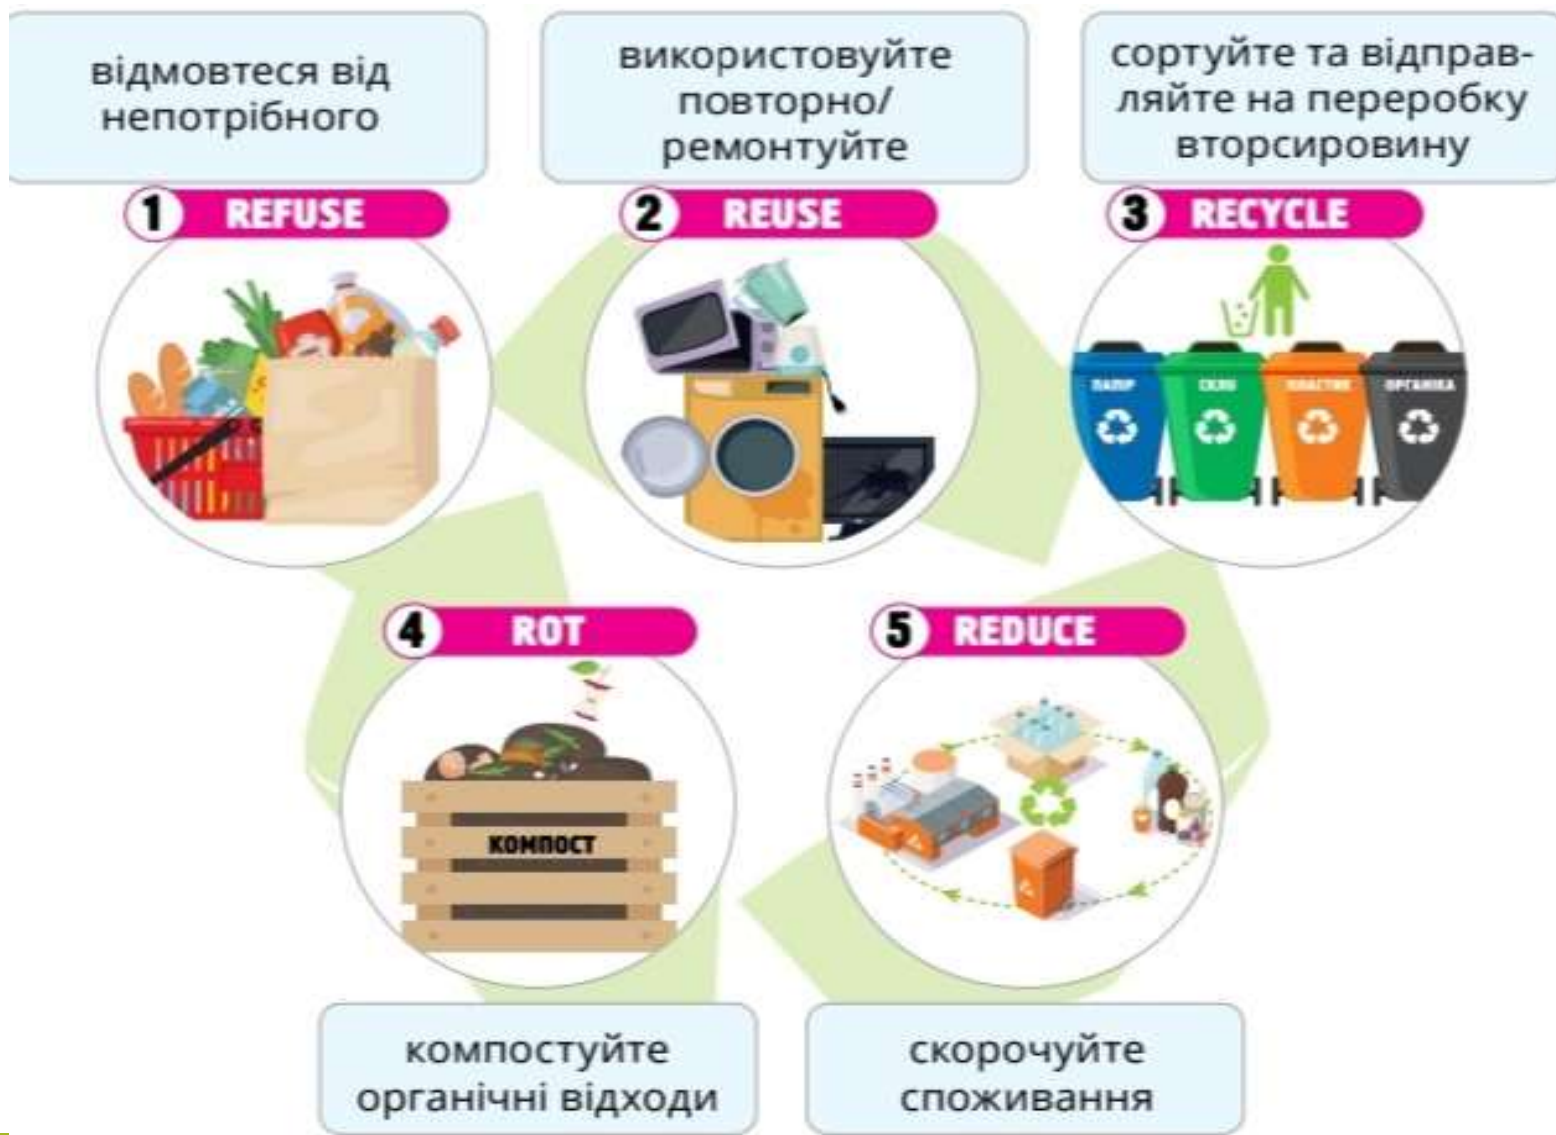 відмовтеся від
непотрібного
використовуйте
повторно/
ремонтуйте
сортуйте та відправ-
ляйте на переробку
вторсировину
1 REFUSE
2 REUSE
3 RECYCLE
ПАПІР
СКЛО
ПЛАСТИК
ОРГАНІКА
4 ROT
5 REDUCE
КОМПОСТ
компостуйте
органічні відходи
скорочуйте
споживання